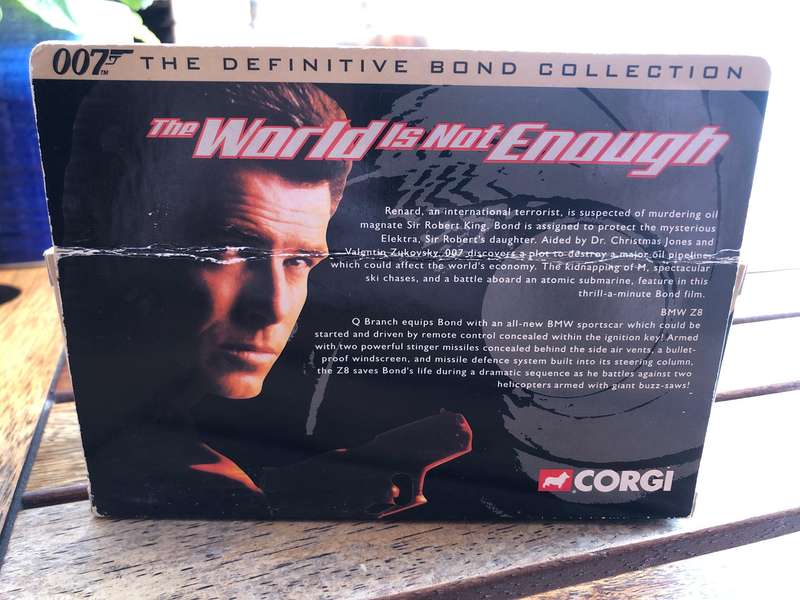 007™ THE DEFINITIVE BOND COLLECTION
The World Is Not Enough
Renard, an international terrorist, is suspected of murdering oil
magnate Sir Robert King. Bond is assigned to protect the mysterious
Elektra, Sir Robert's daughter. Aided by Dr. Christmas Jones and
Valentin Zukovsky, 007 discovers a plot to destroy a major oil pipeline,
which could affect the world's economy. The kidnapping of M, spectacular
ski chases, and a battle aboard an atomic submarine, feature in this
thrill-a-minute Bond film.
BMW Z8
Q Branch equips Bond with an all-new BMW sportscar which could be
started and driven by remote control concealed within the ignition key! Armed
with two powerful stinger missiles concealed behind the side air vents, a bullet-
proof windscreen, and missile defence system built into its steering column,
the Z8 saves Bond's life during a dramatic sequence as he battles against two
helicopters armed with giant buzz-saws!
CORGI